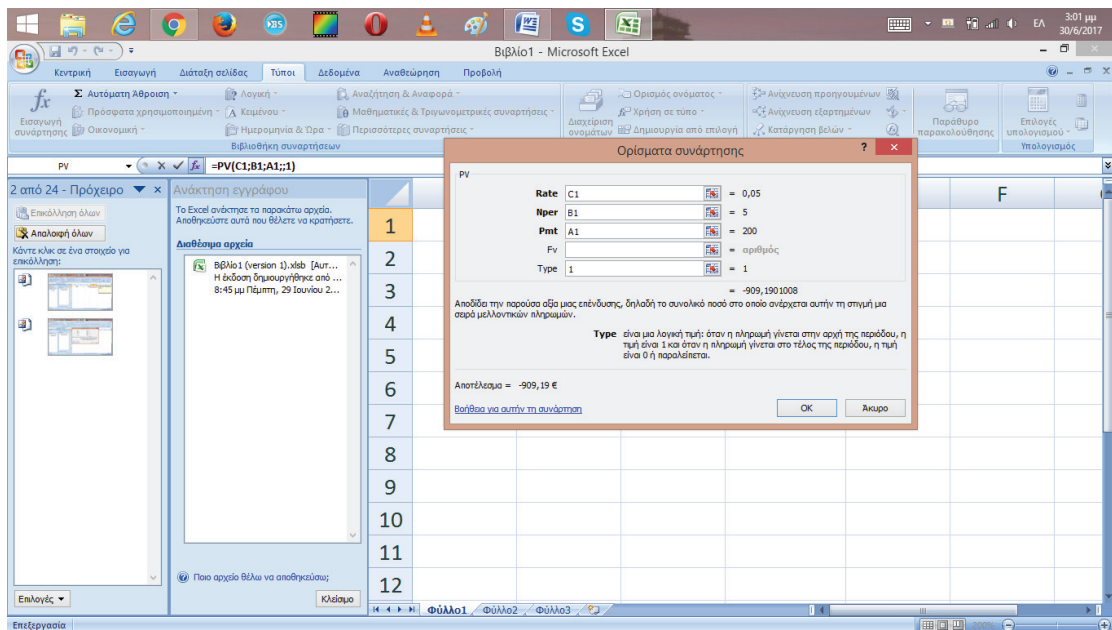 3:01 μμ
ΕΛ
30/6/2017
Βιβλίο1 - Microsoft Excel
Κεντρική Εισαγωγή Διάταξη σελίδας Τύποι Δεδομένα Αναθεώρηση Προβολή
fx
Εισαγωγή συνάρτησης
Σ Αυτόματη Άθροιση
Πρόσφατα χρησιμοποιημένη
Οικονομική
Λογική
Κειμένου
Ημερομηνία & Ώρα
Αναζήτηση & Αναφορά
Μαθηματικές & Τριγωνομετρικές συναρτήσεις
Περισσότερες συναρτήσεις
Βιβλιοθήκη συναρτήσεων
Διαχείριση ονομάτων
Ορισμός ονόματος
Χρήση σε τύπο
Δημιουργία από επιλογή
Ανίχνευση προηγουμένων
Ανίχνευση εξαρτημένων
Κατάργηση βελών
Παράθυρο παρακολούθησης
Επιλογές υπολογισμού
Υπολογισμός
PV
fx =PV(C1;B1;A1;;1)
2 από 24 - Πρόχειρο
Επικόλληση όλων
Απαλοιφή όλων
Κάντε κλικ σε ένα στοιχείο για
επικόλληση:
Επιλογές
Ανάκτηση εγγράφου
Το Excel ανέκτησε τα παρακάτω αρχεία.
Αποθηκεύστε αυτά που θέλετε να κρατήσετε.
Διαθέσιμα αρχεία
Βιβλίο1 (version 1).xlsb [Αυτ...
Η έκδοση δημιουργήθηκε από ...
8:45 μμ Πέμπτη, 29 Ιουνίου 2...
Ποιο αρχείο θέλω να αποθηκεύσω;
Κλείσιμο
F
1
2
3
4
5
6
7
8
9
10
11
12
Ορίσματα συνάρτησης
PV
Rate C1 = 0,05
Nper B1 = 5
Pmt A1 = 200
Fv = αριθμός
Type 1 = 1
= -909,1901008
Αποδίδει την παρούσα αξία μιας επένδυσης, δηλαδή το συνολικό ποσό στο οποίο ανέρχεται αυτήν τη στιγμή μια
σειρά μελλοντικών πληρωμών.
Type είναι μια λογική τιμή: όταν η πληρωμή γίνεται στην αρχή της περιόδου, η
τιμή είναι 1 και όταν η πληρωμή γίνεται στο τέλος της περιόδου, η τιμή
είναι 0 ή παραλείπεται.
Αποτέλεσμα = -909,19 €
Βοήθεια για αυτήν τη συνάρτηση
OK Άκυρο
Φύλλο1 Φύλλο2 Φύλλο3
Επεξεργασία
200%